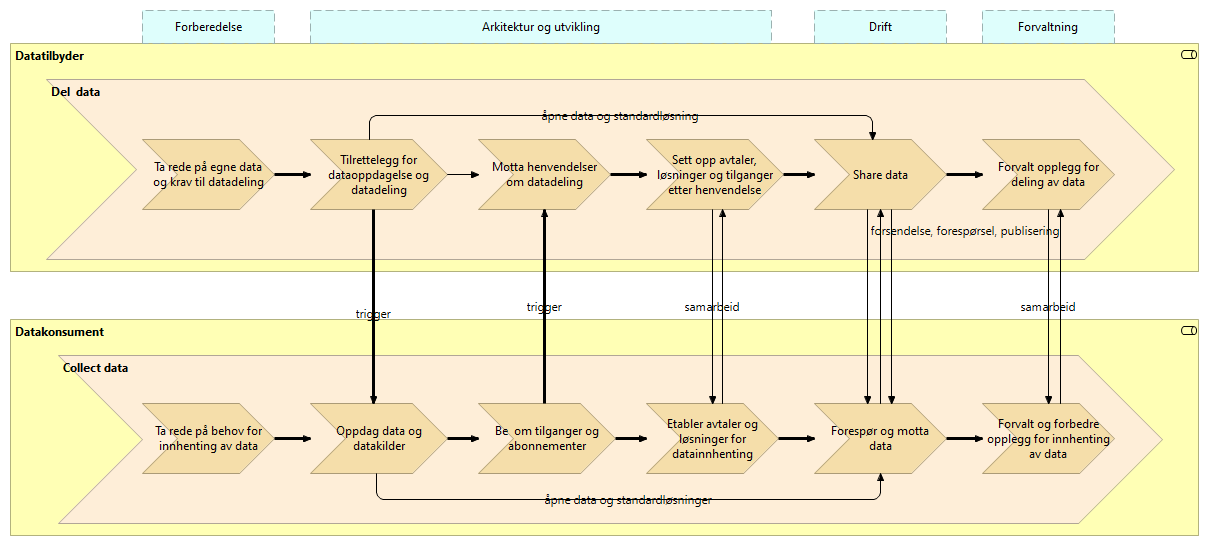 Forberedelse
Arkitektur og utvikling
Drift
Forvaltning
Datatilbyder
Del  data
åpne data og standardløsning
Ta rede på egne data
og krav til datadeling
Tilrettelegg for
dataoppdagelse og
datadeling
Motta henvendelser
om datadeling
Sett opp avtaler,
løsninger og tilganger
etter henvendelse
Share data
Forvalt opplegg for
deling av data
forsendelse, forespørsel, publisering
trigger
trigger
samarbeid
samarbeid
Datakonsument
Collect data
Ta rede på behov for
innhenting av data
Oppdag data og
datakilder
Be  om tilganger og
abonnementer
Etabler avtaler og
løsninger for
datainnhenting
Forespør og motta
data
Forvalt og forbedre
opplegg for innhenting
av data
åpne data og standardløsninger